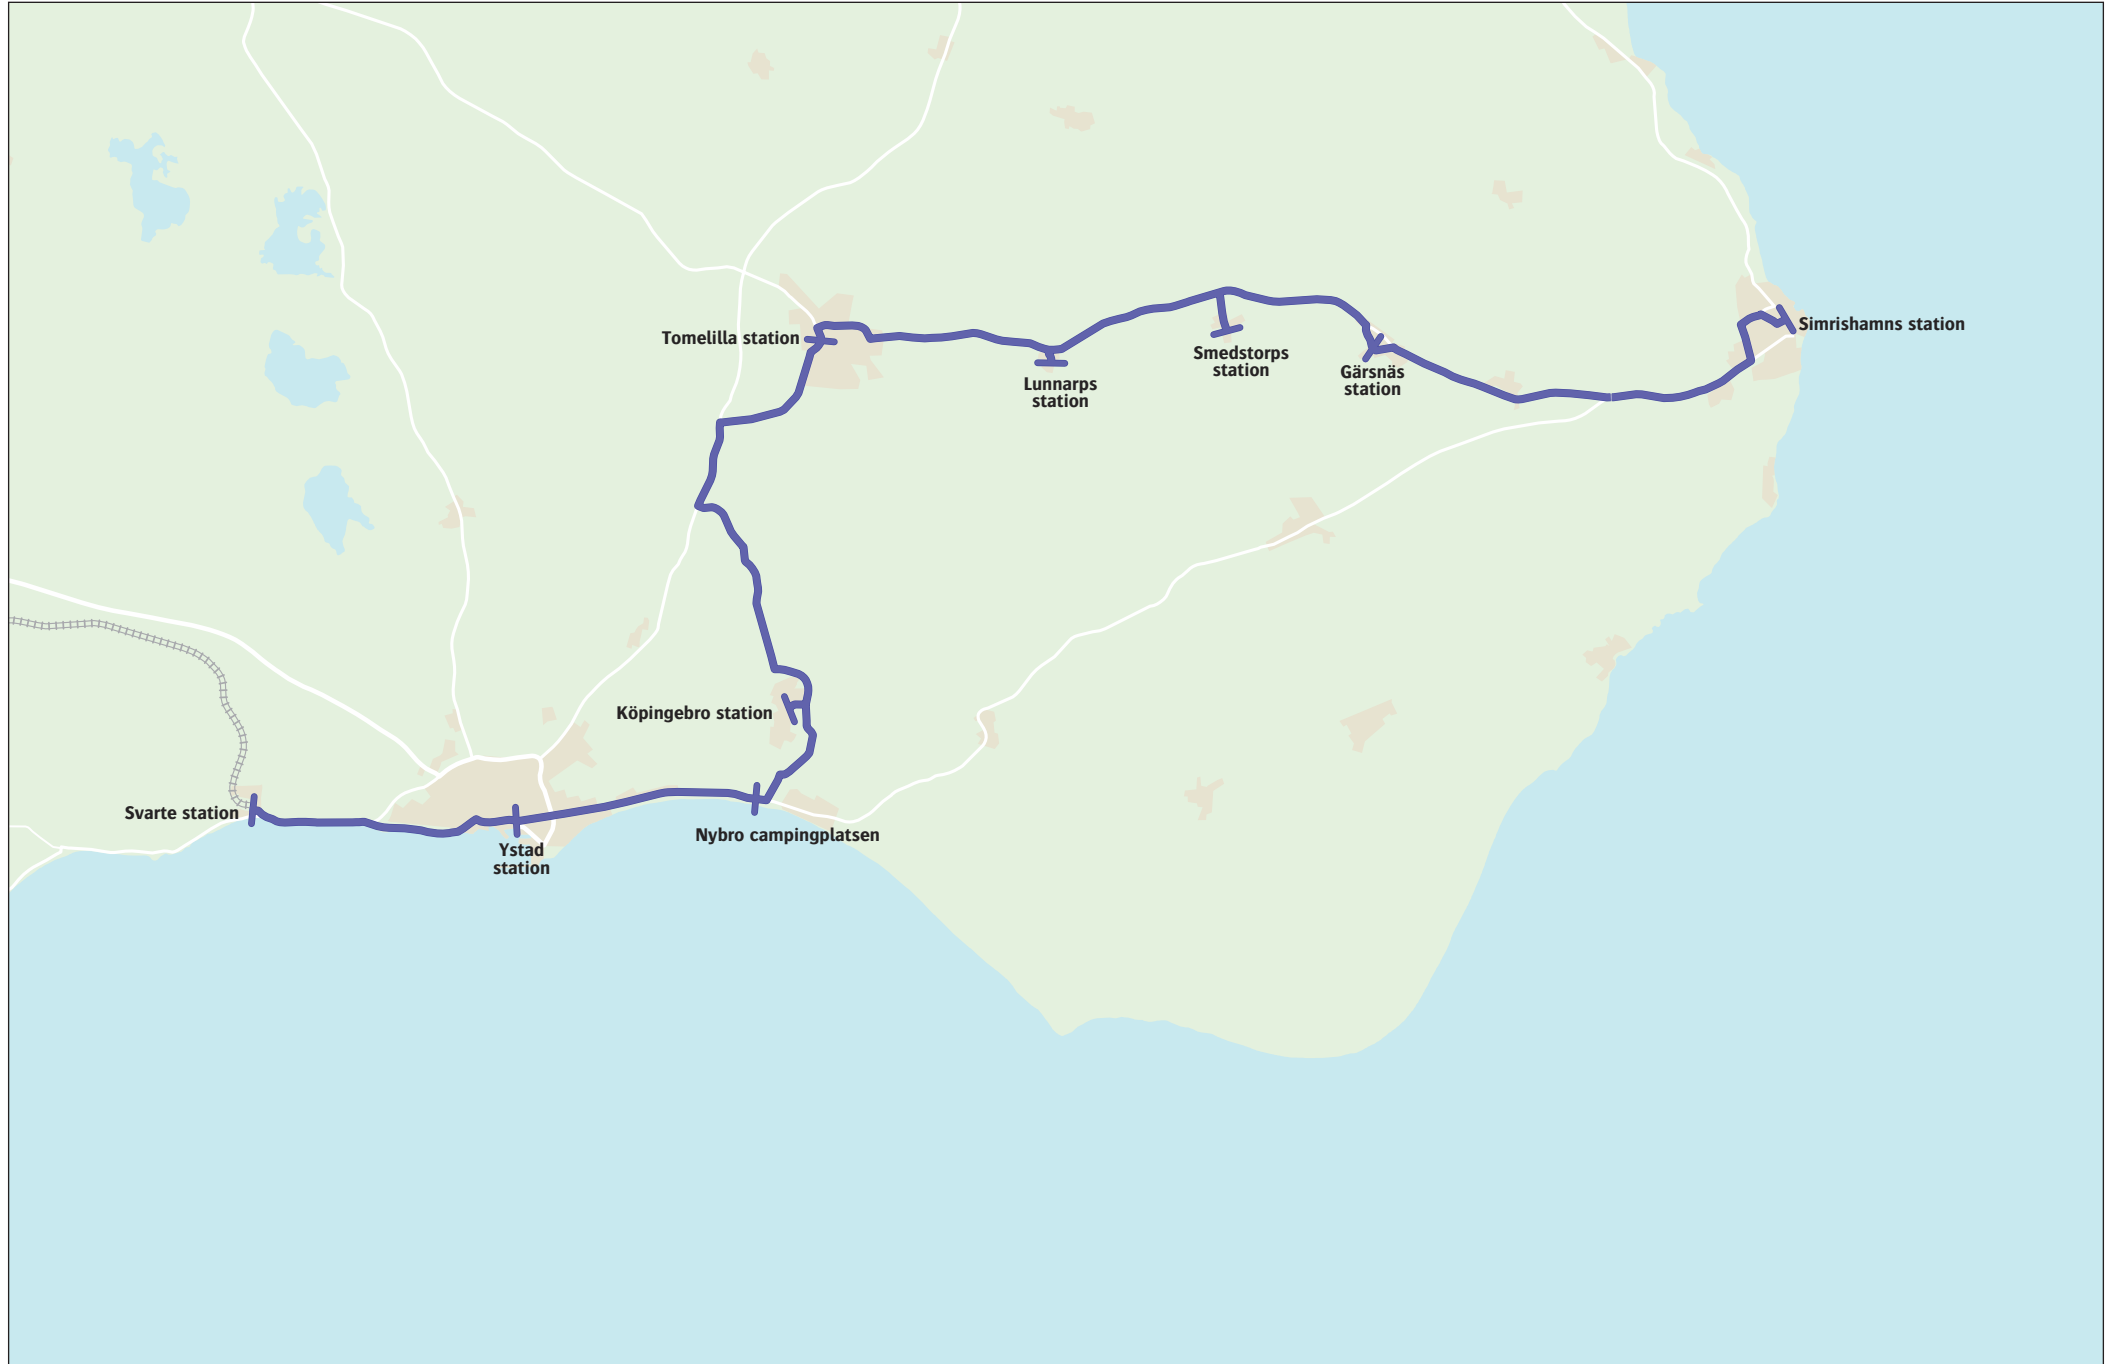 Tomelilla station
Simrishamns station
Smedstorps
station
Gärsnäs
station
Lunnarps
station
Köpingebro station
Svarte station
Nybro campingplatsen
Ystad
station